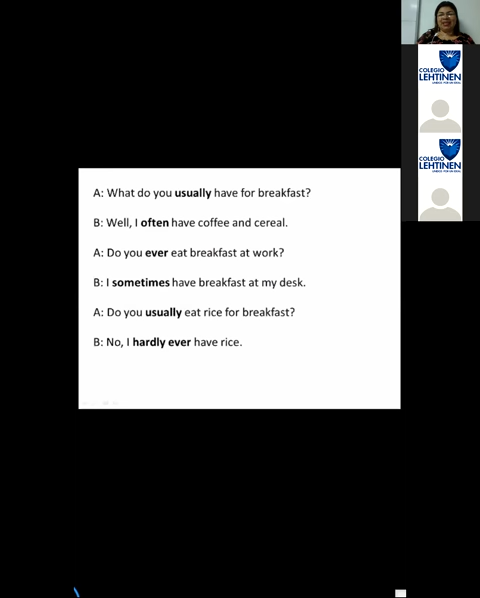 COLEGIO
LEHTINEN
COLEGIO
LEHTINEN
A: What do you usually have for breakfast?
B: Well, I often have coffee and cereal.
A: Do you ever eat breakfast at work?
B: I sometimes have breakfast at my desk.
A: Do you usually eat rice for breakfast?
B: No, I hardly ever have rice.